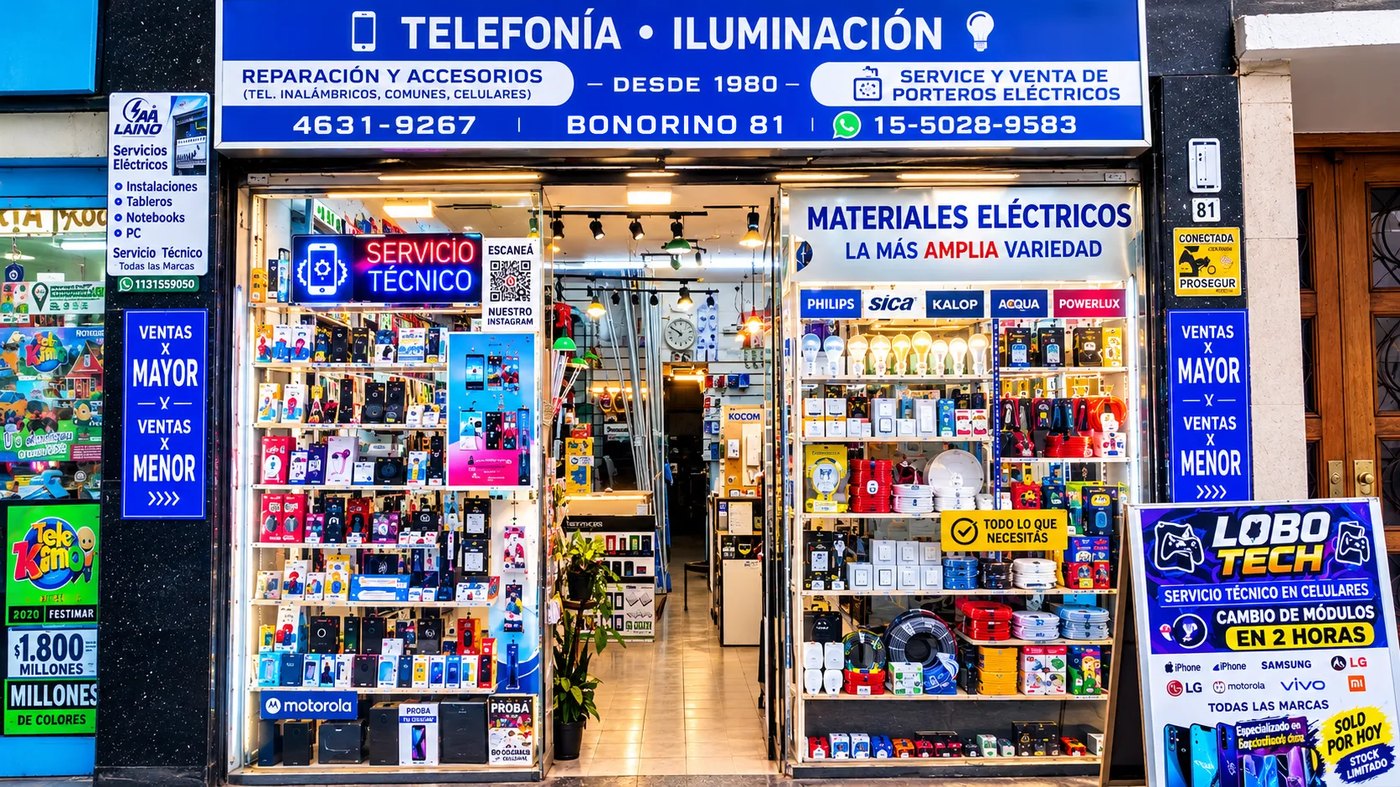 TELEFONÍA • ILUMINACIÓN
REPARACIÓN Y ACCESORIOS
(TEL. INALÁMBRICOS, COMUNES, CELULARES)
– DESDE 1980 –
SERVICE Y VENTA DE
PORTEROS ELÉCTRICOS
4631-9267
BONORINO 81
15-5028-9583
LAINO
Servicios
Eléctricos
Instalaciones
Tableros
Notebooks
PC
Servicio Técnico
Todas las Marcas
1131559050
VENTAS
X
MAYOR
Y
VENTAS
X
MENOR
>>>>
Tele
Kino
2020 FESTIMAR
$1.800
MILLONES
MILLONES
DE COLORES
SERVICIO
TÉCNICO
ESCANEÁ
NUESTRO
INSTAGRAM
motorola
PROBÁ
PROBA
KOCOM
MATERIALES ELÉCTRICOS
LA MÁS AMPLIA VARIEDAD
PHILIPS
sica
KALOP
ACQUA
POWERLUX
TODO LO QUE
NECESITÁS
81
CONECTADA
PROSEGUR
VENTAS
X
MAYOR
Y
VENTAS
X
MENOR
>>>>
LOBO
TECH
SERVICIO TÉCNICO EN CELULARES
CAMBIO DE MÓDULOS
EN 2 HORAS
iPhone
iPhone
SAMSUNG
LG
LG
motorola
vivo
mi
TODAS LAS MARCAS
Especializado en
SOLO
POR HOY
STOCK
LIMITADO